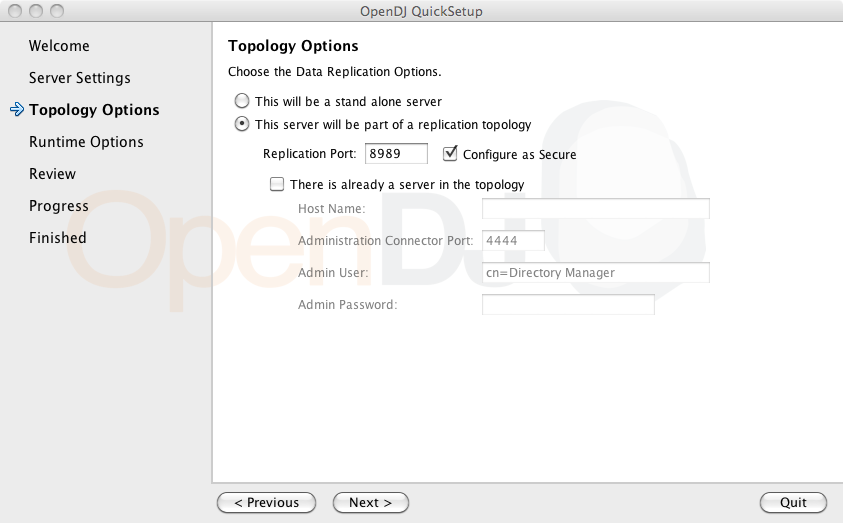 OpenDJ QuickSetup
Welcome
Server Settings
Topology Options
Runtime Options
Review
Progress
Finished
OpenDJ
Topology Options
Choose the Data Replication Options.
This will be a stand alone server
This server will be part of a replication topology
Replication Port: 8989 Configure as Secure
There is already a server in the topology
Host Name:
Administration Connector Port: 4444
Admin User: cn=Directory Manager
Admin Password:
< Previous Next > Quit